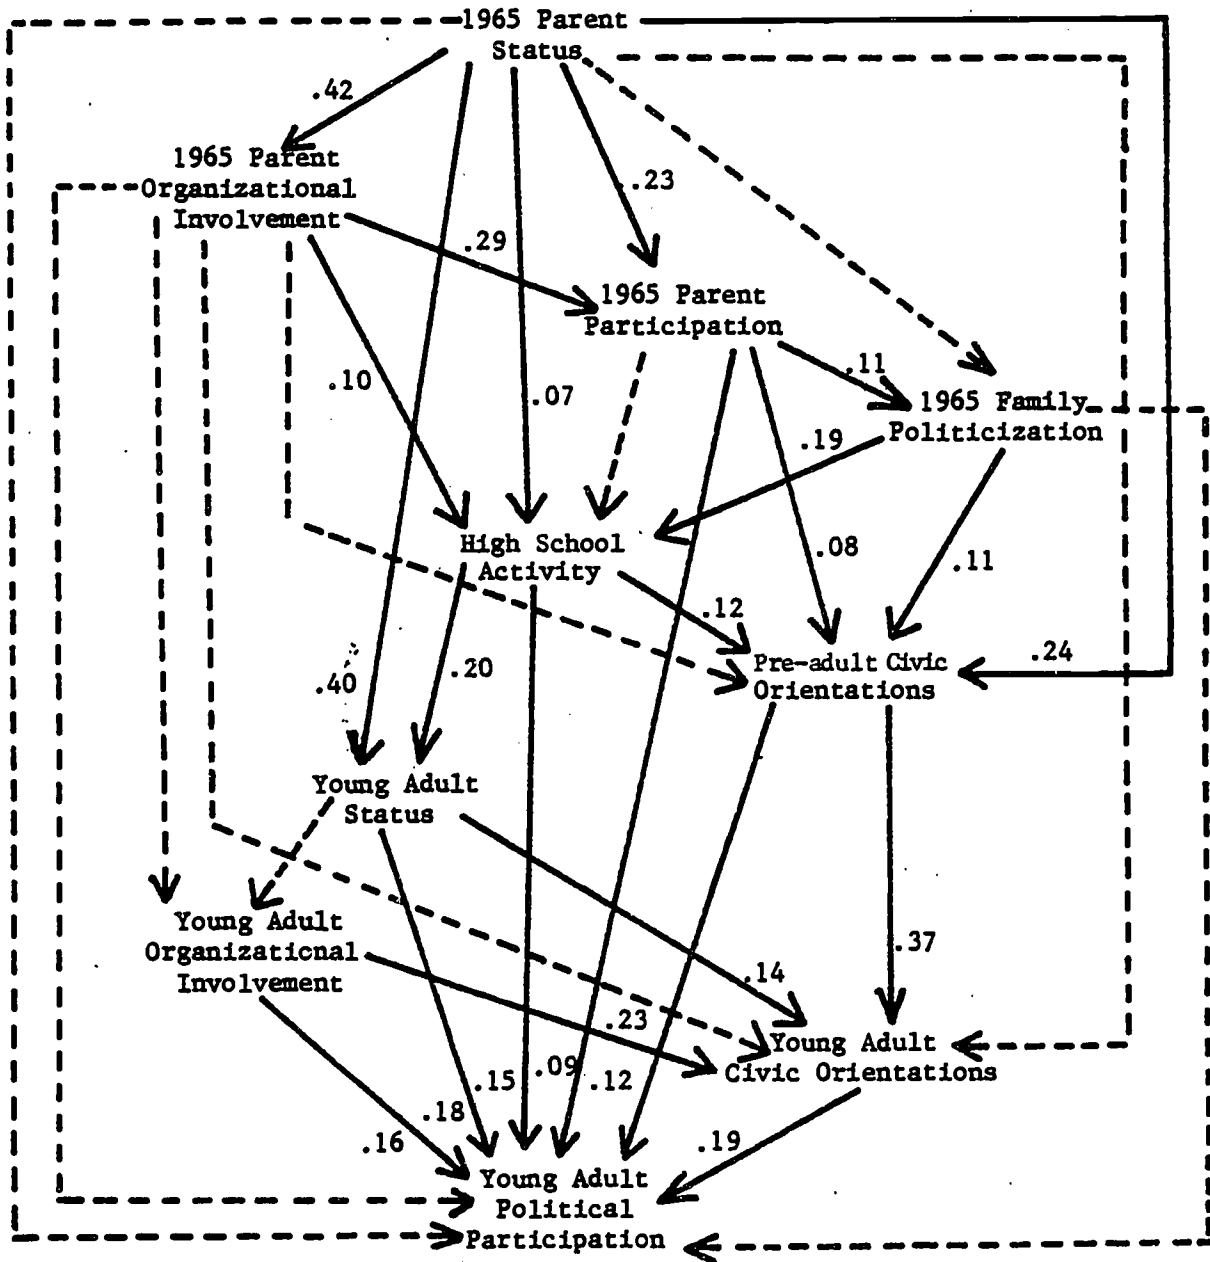 1965 Parent
Status
.42
1965 Parent
Organizational
Involvement
.23
.29
1965 Parent
Participation
.10
.07
.11
1965 Family
Politicization
.19
High School
Activity
.08
.11
.12
.20
.40
Pre-adult Civic
Orientations
.24
Young Adult
Status
Young Adult
Organizational
Involvement
.37
.14
.23
Young Adult
Civic Orientations
.15
.09
.12
.18
.16
.19
Young Adult
Political
Participation